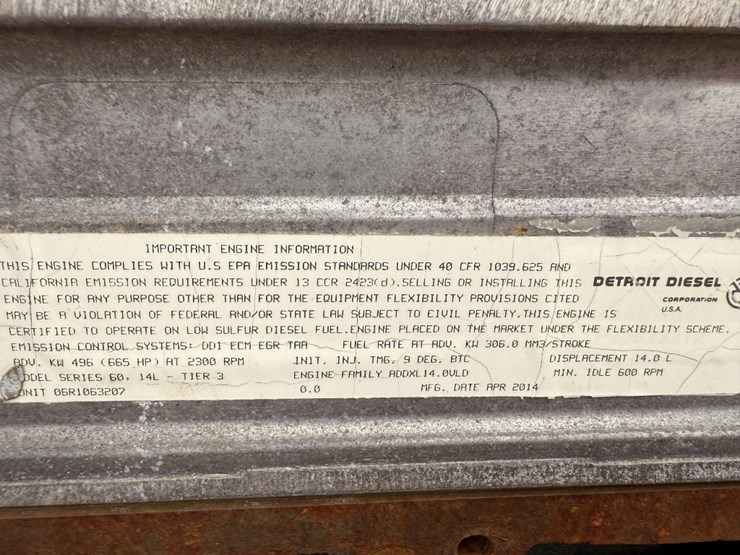 IMPORTANT ENGINE INFORMATION
THIS ENGINE COMPLIES WITH U.S EPA EMISSION STANDARDS UNDER 40 CFR 1039.625 AND
CALIFORNIA EMISSION REQUIREMENTS UNDER 13 CCR 2423(d).SELLING OR INSTALLING THIS
ENGINE FOR ANY PURPOSE OTHER THAN FOR THE EQUIPMENT FLEXIBILITY PROVISIONS CITED
MAY BE A VIOLATION OF FEDERAL AND/OR STATE LAW SUBJECT TO CIVIL PENALTY.THIS ENGINE IS
CERTIFIED TO OPERATE ON LOW SULFUR DIESEL FUEL.ENGINE PLACED ON THE MARKET UNDER THE FLEXIBILITY SCHEME.
DETROIT DIESEL
CORPORATION
U.S.A.
EMISSION CONTROL SYSTEMS: DDI ECM EGR TAA FUEL RATE AT ADV. KW 306.0 MM3/STROKE
ADV. KW 496 (665 HP) AT 2300 RPM INIT. INJ. TMG. 9 DEG. BTC DISPLACEMENT 14.0 L
MODEL SERIES 60, 14L - TIER 3 ENGINE FAMILY ADDXL14.0VLD MIN. IDLE 600 RPM
UNIT 06R1063207 0.0 MFG. DATE APR 2014